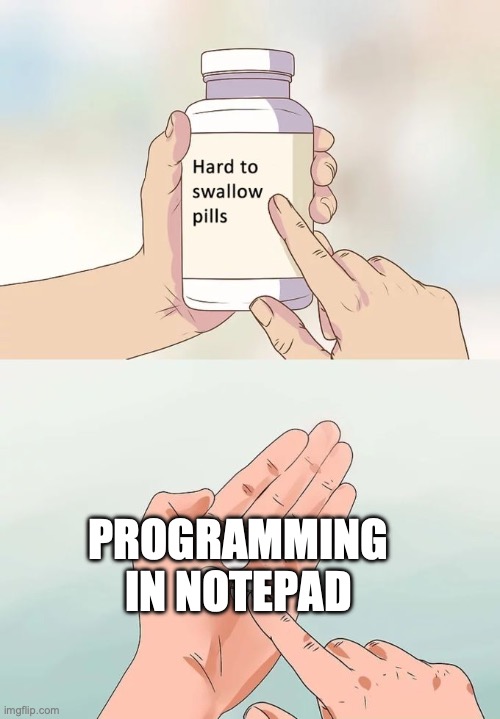 Hard to
swallow
pills
PROGRAMMING
IN NOTEPAD
imgflip.com